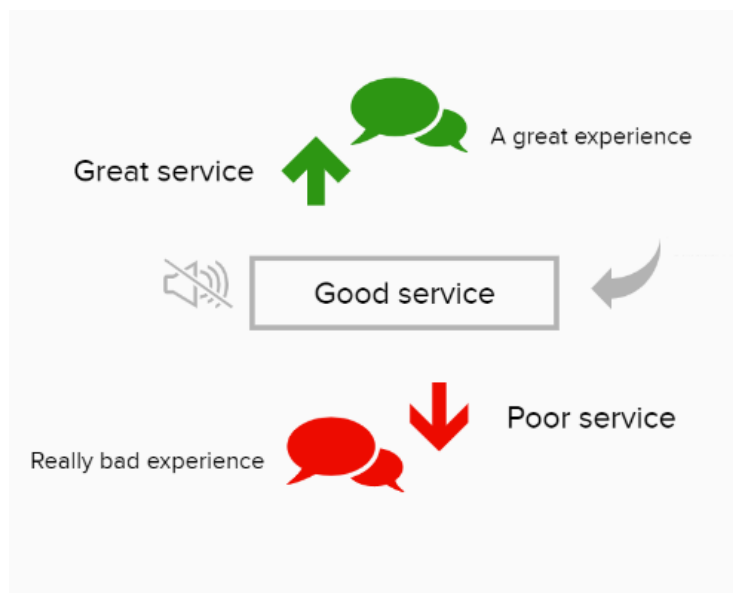 A great experience
Great service
Good service
Poor service
Really bad experience